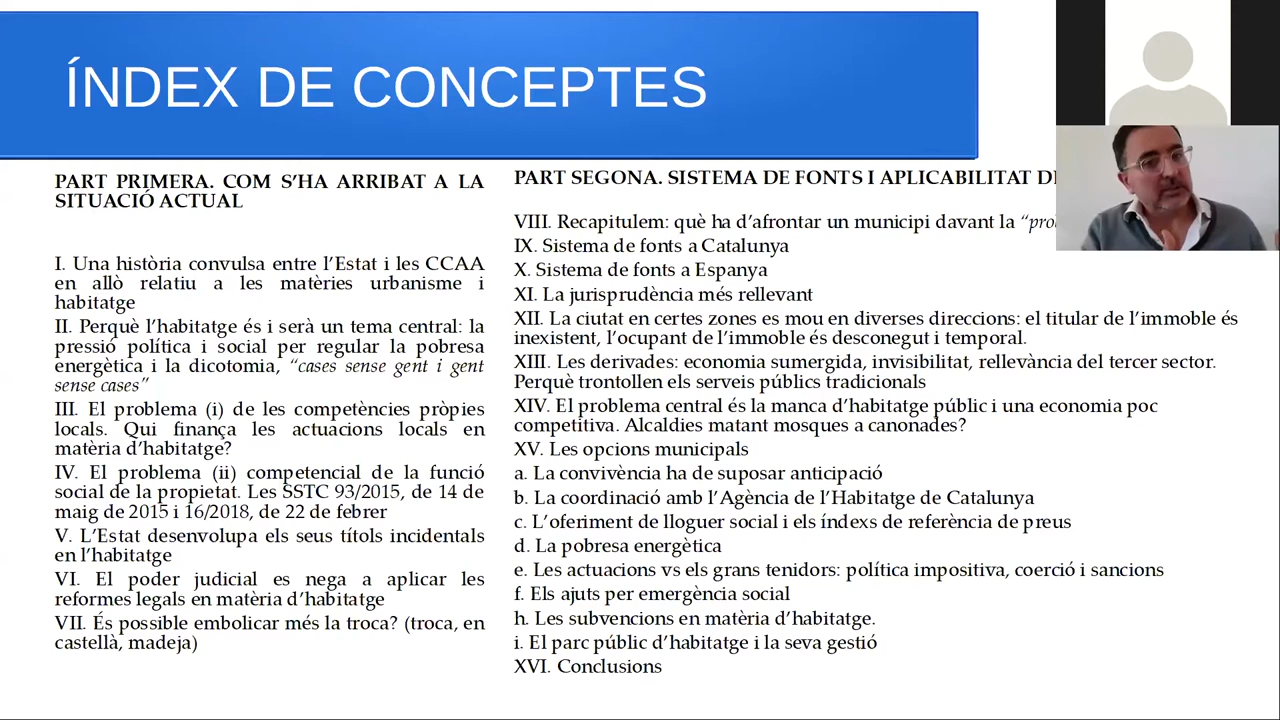 ÍNDEX DE CONCEPTES
PART PRIMERA. COM S’HA ARRIBAT A LA
SITUACIÓ ACTUAL
I. Una història convulsa entre l’Estat i les CCAA
en allò relatiu a les matèries urbanisme i
habitatge
II. Perquè l’habitatge és i serà un tema central: la
pressió política i social per regular la pobresa
energètica i la dicotomia, “cases sense gent i gent
sense cases”
III. El problema (i) de les competències pròpies
locals. Qui finança les actuacions locals en
matèria d’habitatge?
IV. El problema (ii) competencial de la funció
social de la propietat. Les SSTC 93/2015, de 14 de
maig de 2015 i 16/2018, de 22 de febrer
V. L’Estat desenvolupa els seus títols incidentals
en l’habitatge
VI. El poder judicial es nega a aplicar les
reformes legals en matèria d’habitatge
VII. És possible embolicar més la troca? (troca, en
castellà, madeja)
PART SEGONA. SISTEMA DE FONTS I APLICABILITAT
VIII. Recapitulem: què ha d’afrontar un municipi davant la
IX. Sistema de fonts a Catalunya
X. Sistema de fonts a Espanya
XI. La jurisprudència més rellevant
XII. La ciutat en certes zones es mou en diverses direccions: el titular de l’immoble és
inexistent, l’ocupant de l’immoble és desconegut i temporal.
XIII. Les derivades: economia sumergida, invisibilitat, rellevància del tercer sector.
Perquè trontollen els serveis públics tradicionals
XIV. El problema central és la manca d’habitatge públic i una economia poc
competitiva. Alcaldies matant mosques a canonades?
XV. Les opcions municipals
a. La convivència ha de suposar anticipació
b. La coordinació amb l’Agència de l’Habitatge de Catalunya
c. L’oferiment de lloguer social i els índexs de referència de preus
d. La pobresa energètica
e. Les actuacions vs els grans tenidors: política impositiva, coerció i sancions
f. Els ajuts per emergència social
h. Les subvencions en matèria d’habitatge.
i. El parc públic d’habitatge i la seva gestió
XVI. Conclusions